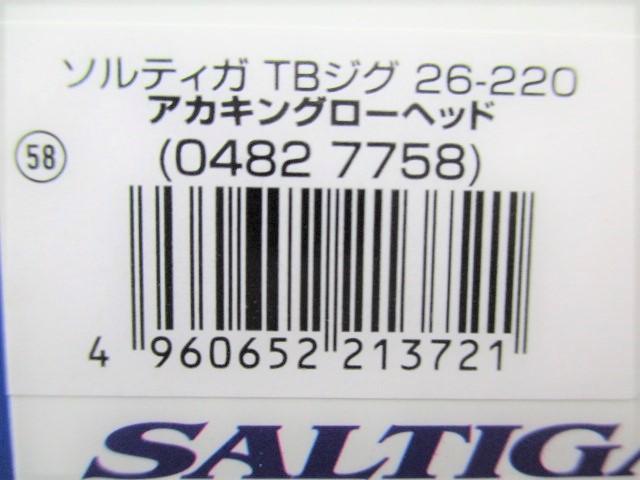 ソルティガ TBジグ 26-220
アカキングローヘッド
58 (0482 7758)
4 960652 213721
SALTIGA